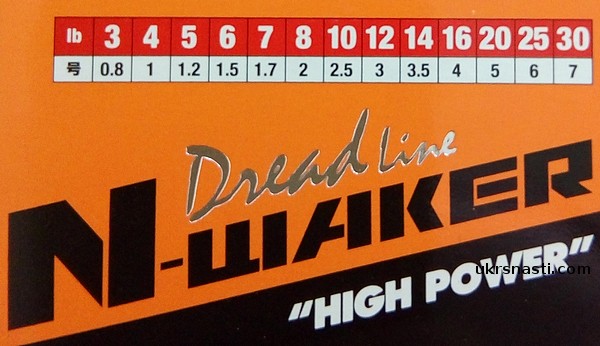 lb 3 4 5 6 7 8 10 12 14 16 20 25 30
号 0.8 1 1.2 1.5 1.7 2 2.5 3 3.5 4 5 6 7
Dread Line
N-WAKER
"HIGH POWER"
ukrsnasti.com